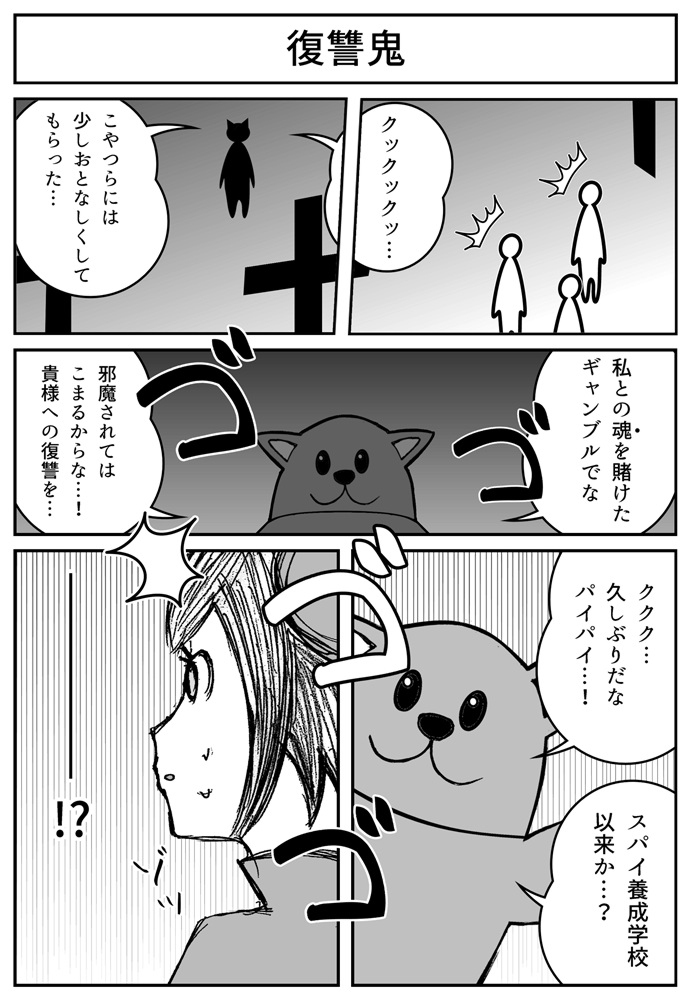 復讐鬼
クックックッ…
こやつらには
少しおとなしくして
もらった…
私との魂を賭けた
ギャンブルでな
邪魔されては
こまるからな…！
貴様への復讐を…
ゴ
ゴ
ククク…
久しぶりだな
パイパイ…！
スパイ養成学校
以来か…？
ゴ
ゴ
！？